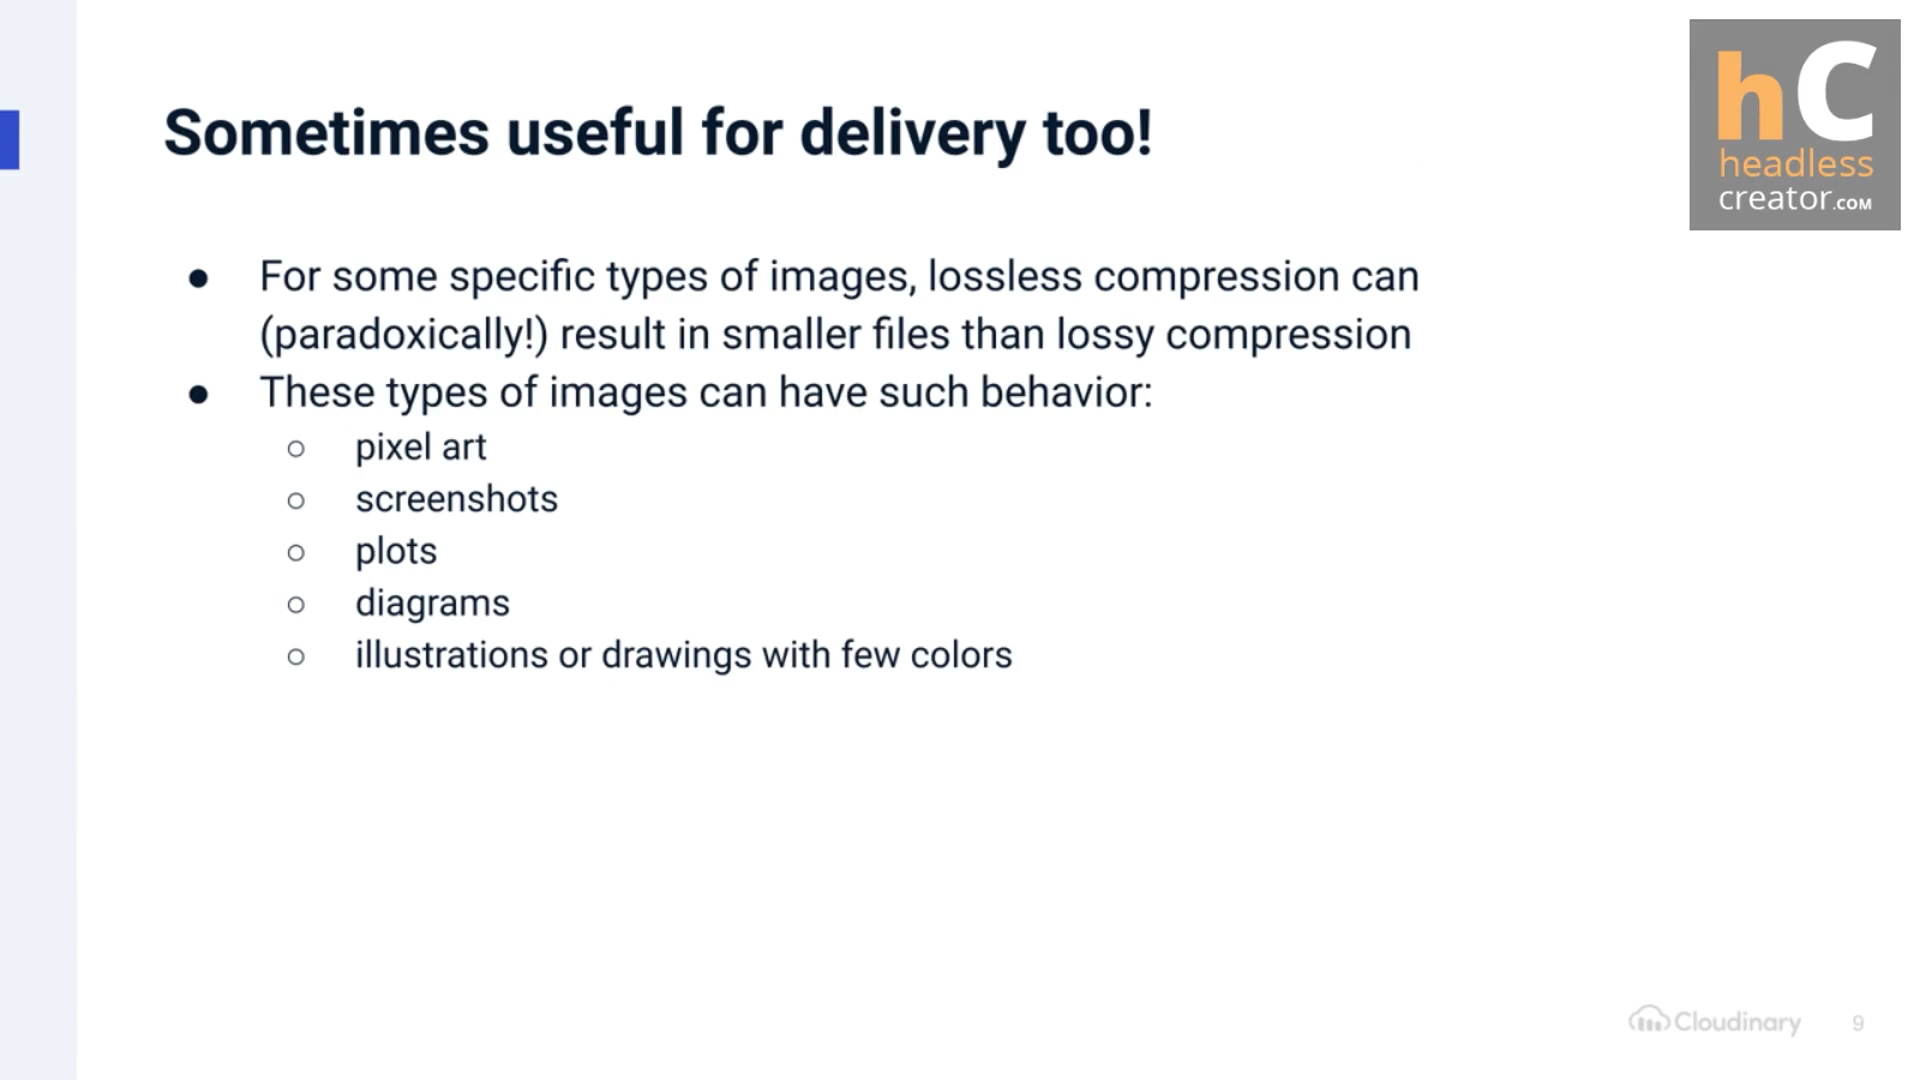 Sometimes useful for delivery too!
hC
headless
creator.COM
● For some specific types of images, lossless compression can
(paradoxically!) result in smaller files than lossy compression
● These types of images can have such behavior:
○ pixel art
○ screenshots
○ plots
○ diagrams
○ illustrations or drawings with few colors
Cloudinary 9